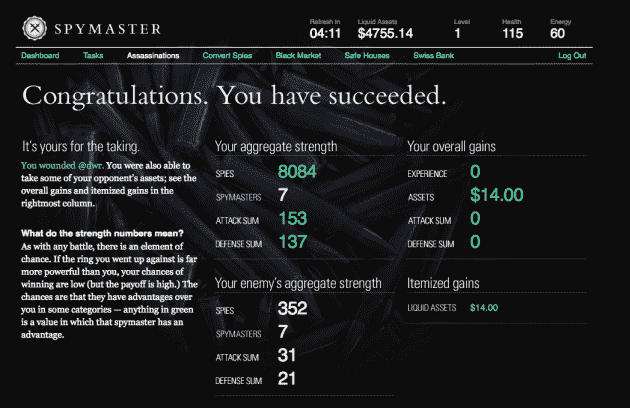 SPYMASTER
Refresh In Liquid Assets Level Health Energy
04:11 $4755.14 1 115 60
Dashboard Tasks Assassinations Convert Spies Black Market Safe Houses Swiss Bank Log Out
Congratulations. You have succeeded.
It's yours for the taking.
You wounded @dwr. You were also able to
take some of your opponent's assets; see the
overall gains and itemized gains in the
rightmost column.
What do the strength numbers mean?
As with any battle, there is an element of
chance. If the ring you went up against is far
more powerful than you, your chances of
winning are low (but the payoff is high.) The
chances are that they have advantages over
you in some categories — anything in green
is a value in which that spymaster has an
advantage.
Your aggregate strength
SPIES 8084
SPYMASTERS 7
ATTACK SUM 153
DEFENSE SUM 137
Your enemy's aggregate strength
SPIES 352
SPYMASTERS 7
ATTACK SUM 31
DEFENSE SUM 21
Your overall gains
EXPERIENCE 0
ASSETS $14.00
ATTACK SUM 0
DEFENSE SUM 0
Itemized gains
LIQUID ASSETS $14.00